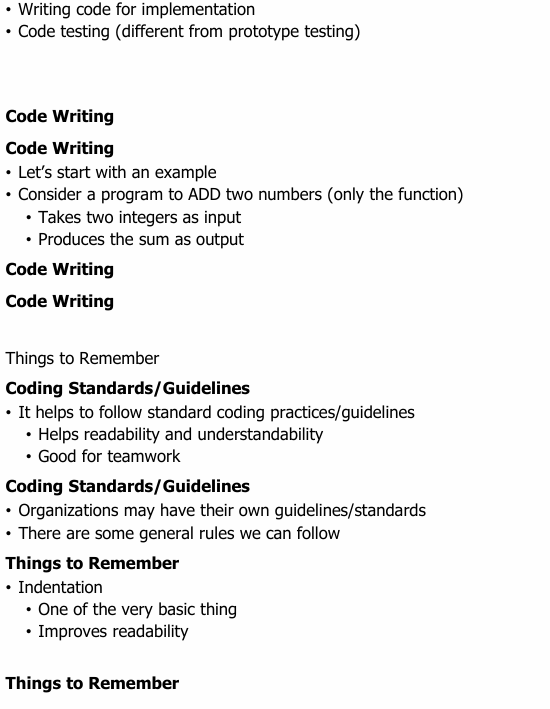 • Writing code for implementation
• Code testing (different from prototype testing)
Code Writing
Code Writing
• Let’s start with an example
• Consider a program to ADD two numbers (only the function)
• Takes two integers as input
• Produces the sum as output
Code Writing
Code Writing
Things to Remember
Coding Standards/Guidelines
• It helps to follow standard coding practices/guidelines
• Helps readability and understandability
• Good for teamwork
Coding Standards/Guidelines
• Organizations may have their own guidelines/standards
• There are some general rules we can follow
Things to Remember
• Indentation
• One of the very basic thing
• Improves readability
Things to Remember